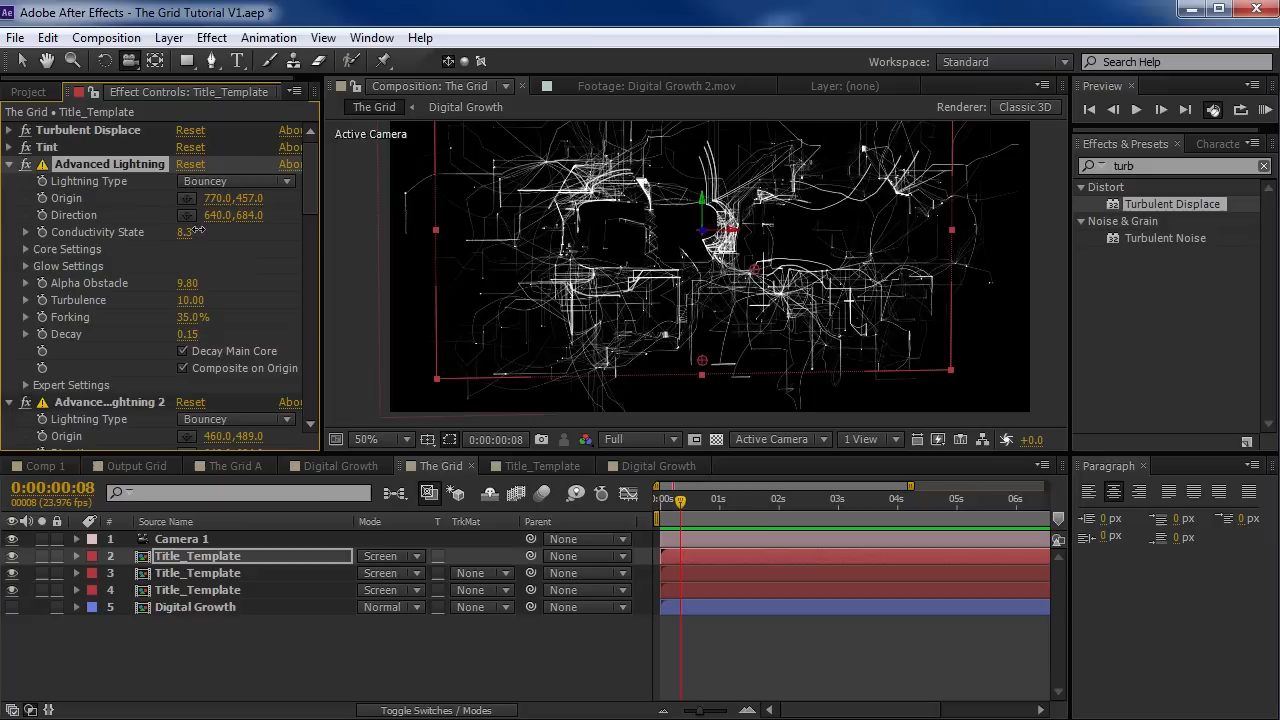 Adobe After Effects - The Grid Tutorial V1.aep *
File Edit Composition Layer Effect Animation View Window Help
Workspace: Standard Search Help
Project Effect Controls: Title_Template
Composition: The Grid Footage: Digital Growth 2.mov Layer: (none)
Preview
The Grid • Title_Template
The Grid Digital Growth Renderer: Classic 3D
Active Camera
Turbulent Displace Reset Abou
Tint Reset Abou
Advanced Lightning Reset Abou
Lightning Type Bouncey
Origin 770.0,457.0
Direction 640.0,684.0
Conductivity State 8.3
Core Settings
Glow Settings
Alpha Obstacle 9.80
Turbulence 10.00
Forking 35.0%
Decay 0.15
Decay Main Core
Composite on Origin
Expert Settings
Advance...ghtning 2 Reset Abou
Lightning Type Bouncey
Origin 460.0,489.0
Effects & Presets Characte
turb
Distort
Turbulent Displace
Noise & Grain
Turbulent Noise
50% 0:00:00:08 Full Active Camera 1 View +0.0
Comp 1 Output Grid The Grid A Digital Growth The Grid Title_Template Digital Growth
Paragraph
0:00:00:08
00008 (23.976 fps)
:00s 01s 02s 03s 04s 05s 06s
# Source Name Mode T TrkMat Parent
1 Camera 1 None
2 Title_Template Screen None
3 Title_Template Screen None None
4 Title_Template Screen None None
5 Digital Growth Normal None None
0 px 0 px 0 px
0 px 0 px
Toggle Switches / Modes